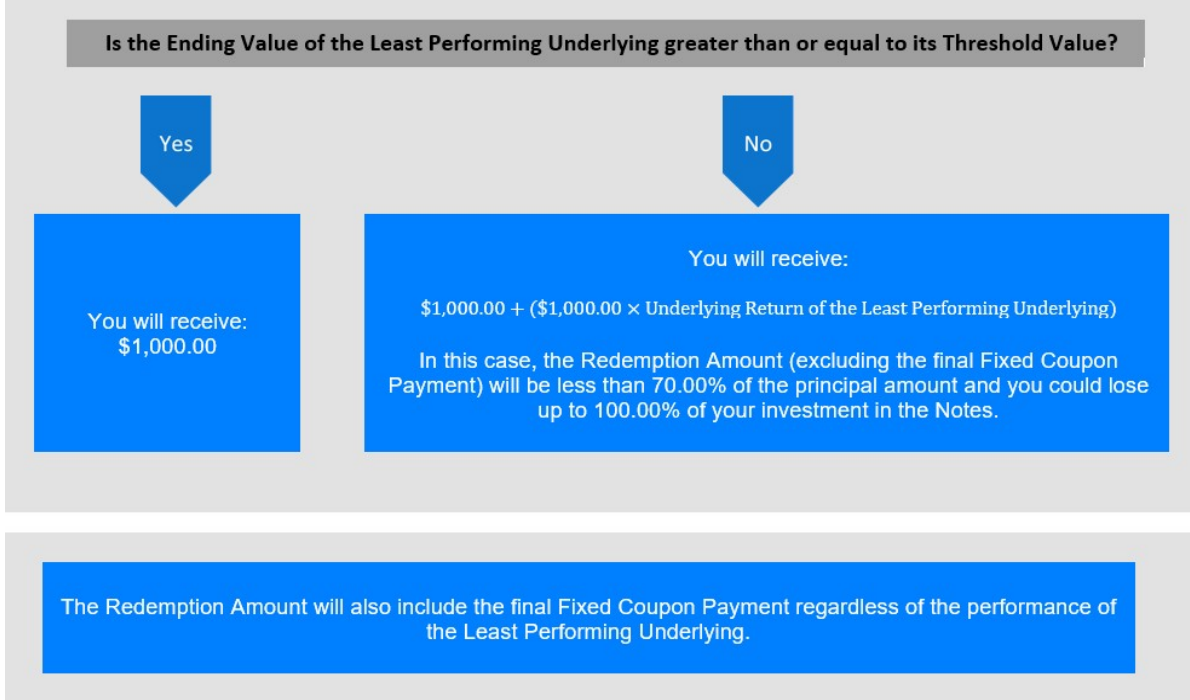 Is the Ending Value of the Least Performing Underlying greater than or equal to its Threshold Value?
Yes
No
You will receive:
$1,000.00
You will receive:
$1,000.00 + ($1,000.00 × Underlying Return of the Least Performing Underlying)
In this case, the Redemption Amount (excluding the final Fixed Coupon
Payment) will be less than 70.00% of the principal amount and you could lose
up to 100.00% of your investment in the Notes.
The Redemption Amount will also include the final Fixed Coupon Payment regardless of the performance of
the Least Performing Underlying.